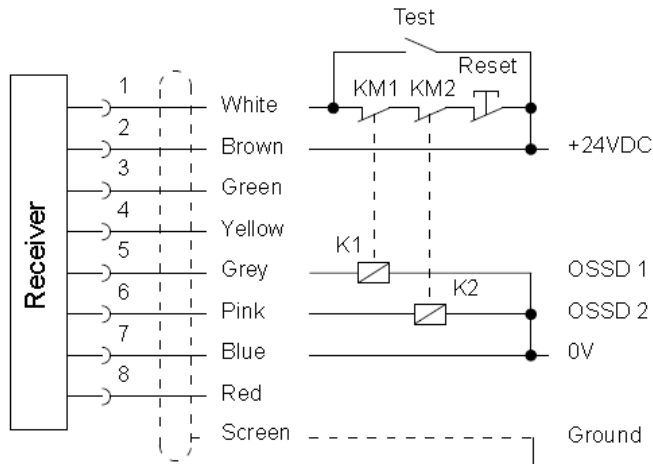 Test
Reset
1 White KM1 KM2
2 Brown +24VDC
3 Green
4 Yellow
K1
5 Grey OSSD 1
K2
6 Pink OSSD 2
7 Blue 0V
8 Red
Screen Ground
Receiver